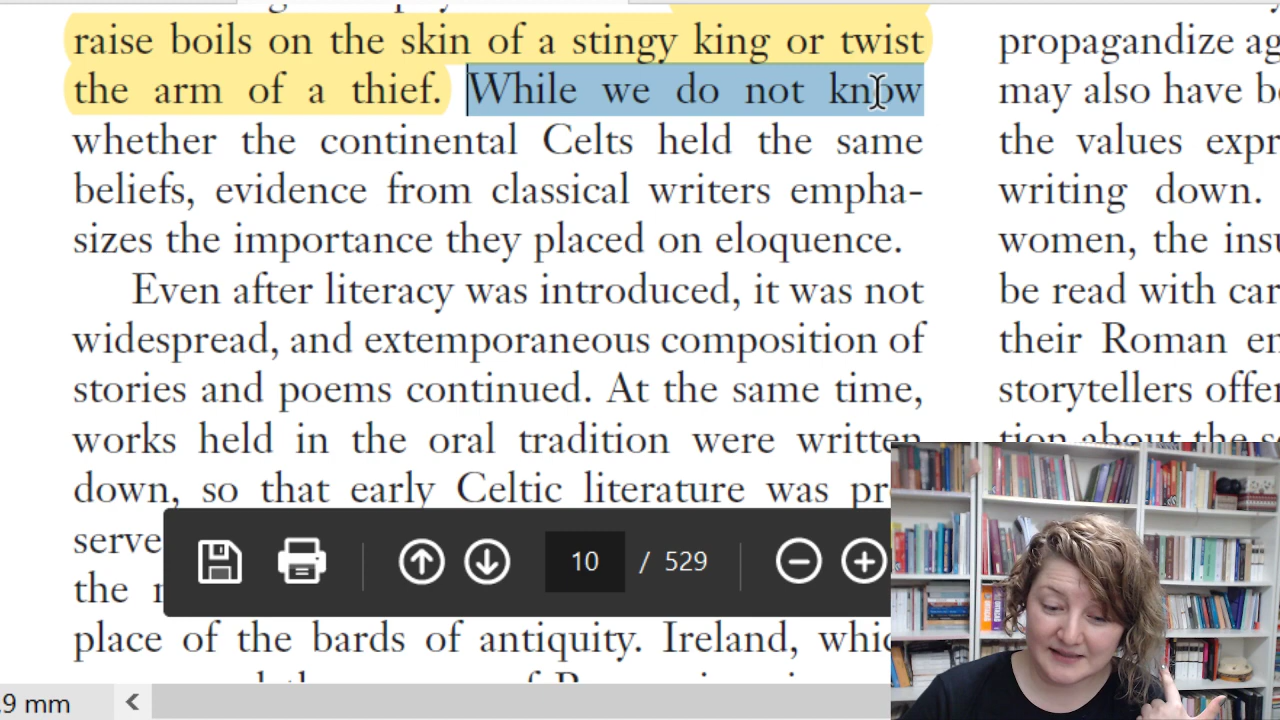 raise boils on the skin of a stingy king or twist
the arm of a thief. While we do not know
whether the continental Celts held the same
beliefs, evidence from classical writers empha-
sizes the importance they placed on eloquence.
Even after literacy was introduced, it was not
widespread, and extemporaneous composition of
stories and poems continued. At the same time,
works held in the oral tradition were written
down, so that early Celtic literature was pre
serve
the
place of the bards of antiquity. Ireland, whic
propagandize ag
may also have be
the values expr
writing down.
women, the insu
be read with car
their Roman en
storytellers offer
tion about the s
10 / 529
.9 mm